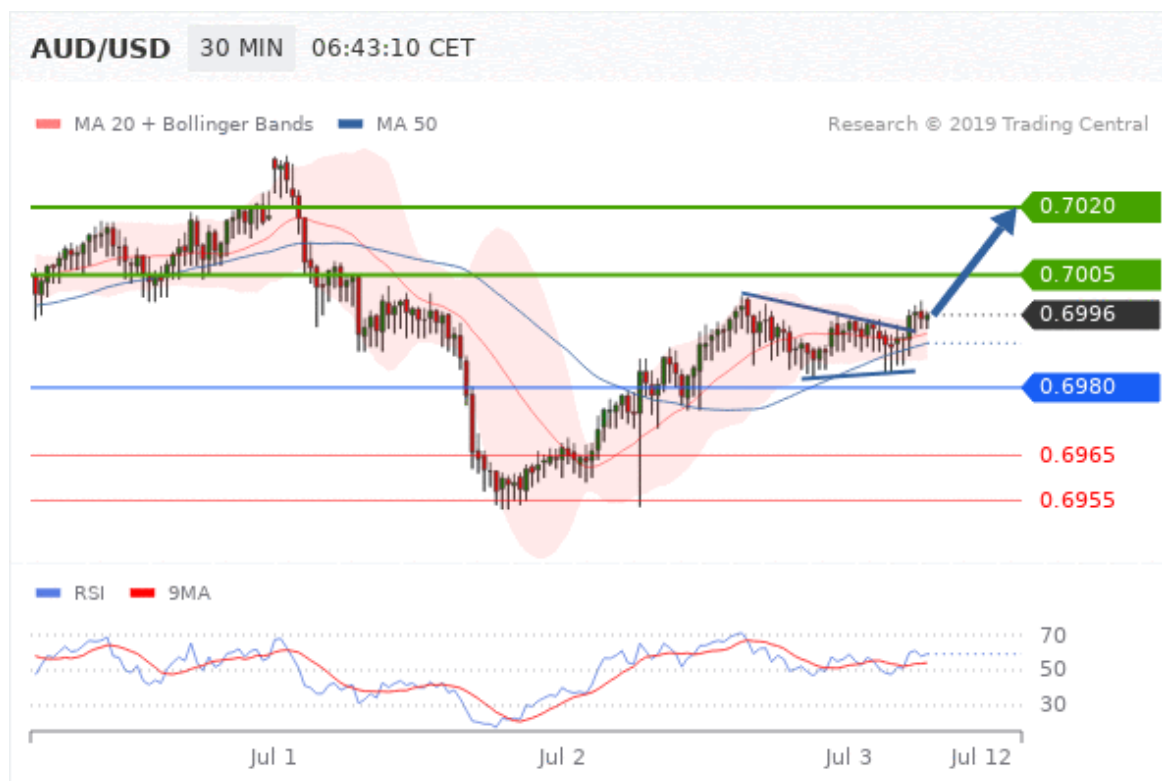 AUD/USD 30 MIN 06:43:10 CET
MA 20 + Bollinger Bands MA 50 Research © 2019 Trading Central
0.7020
0.7005
0.6996
0.6980
0.6965
0.6955
RSI 9MA
70
50
30
Jul 1 Jul 2 Jul 3 Jul 12